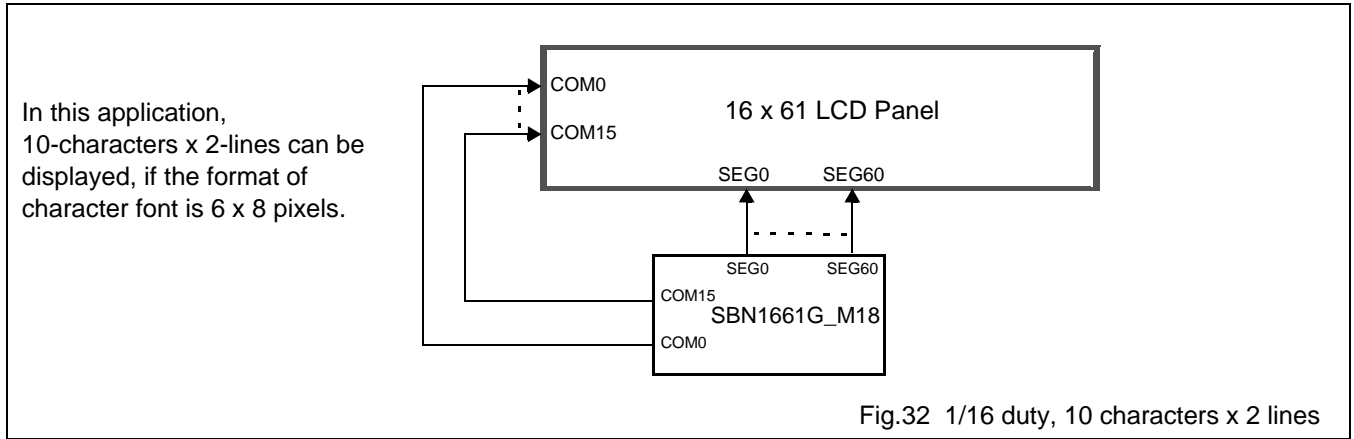 In this application,
10-characters x 2-lines can be
displayed, if the format of
character font is 6 x 8 pixels.
COM0
16 x 61 LCD Panel
COM15
SEG0 SEG60
SEG0 SEG60
COM15
SBN1661G_M18
COM0
Fig.32 1/16 duty, 10 characters x 2 lines